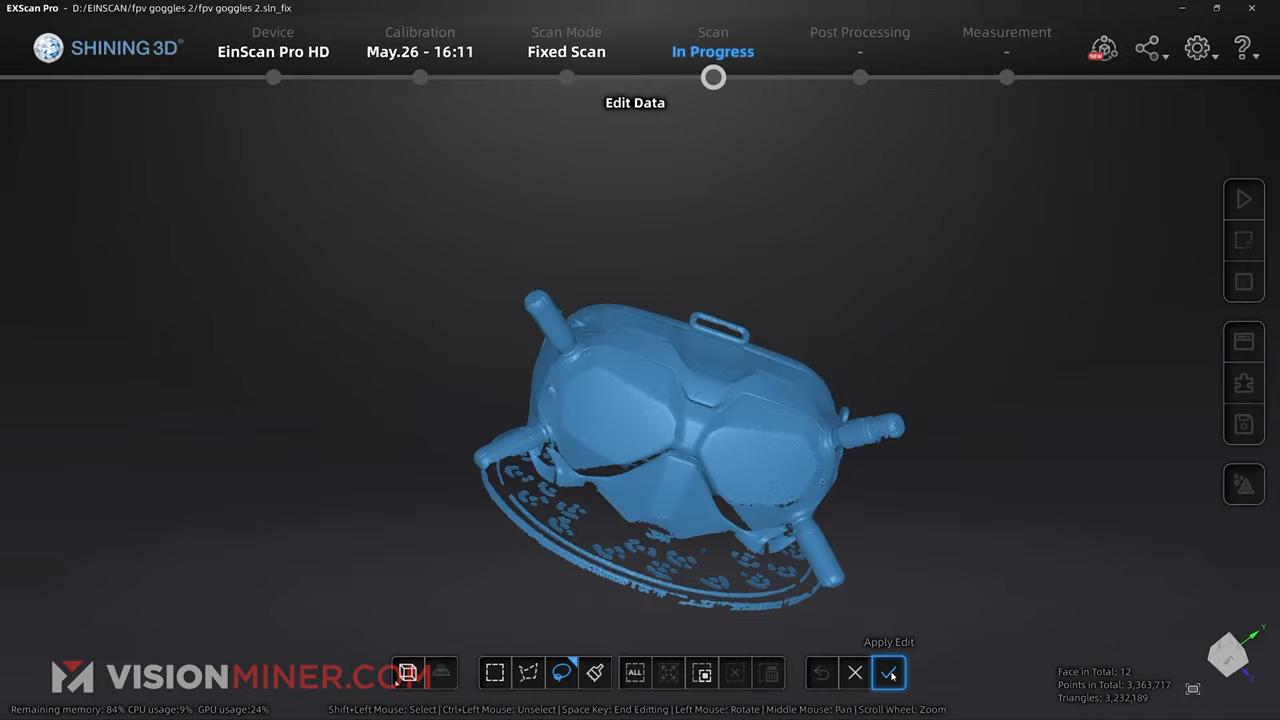 EXScan Pro - D:/EINSCAN/fpv goggles 2/fpv goggles 2.sln_fix
SHINING 3D®
Device
EinScan Pro HD
Calibration
May.26 - 16:11
Scan Mode
Fixed Scan
Scan
In Progress
Post Processing
-
Measurement
-
NEW
Edit Data
Apply Edit
ALL
VISIONMINER.COM
Face in Total: 12
Points in Total: 3,363,717
Triangles: 3,232,189
Y
Remaining memory: 84% CPU usage:9% GPU usage:24%
Shift+Left Mouse: Select | Ctrl+Left Mouse: Unselect | Space Key: End Editing | Left Mouse: Rotate | Middle Mouse: Pan | Scroll Wheel: Zoom